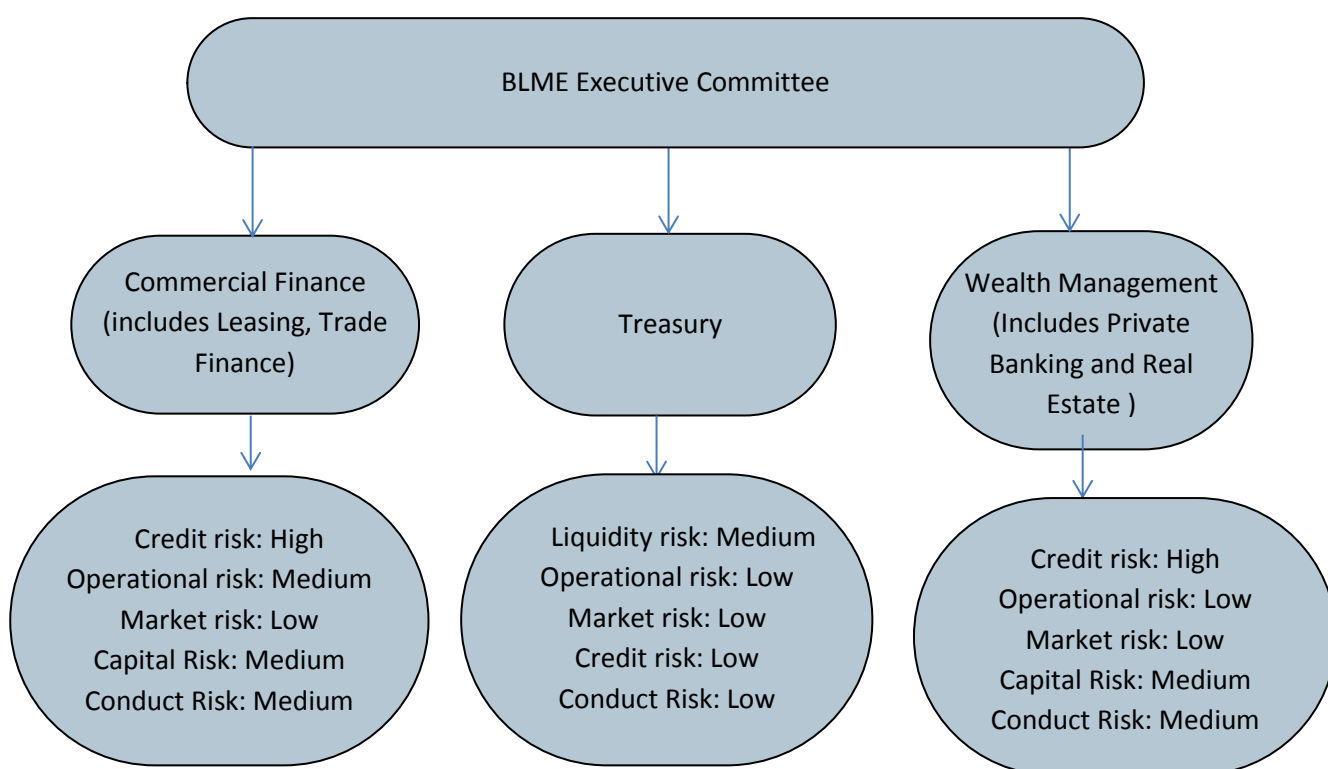 BLME Executive Committee
Commercial Finance
(includes Leasing, Trade
Finance)
Treasury
Wealth Management
(Includes Private
Banking and Real
Estate )
Credit risk: High
Operational risk: Medium
Market risk: Low
Capital Risk: Medium
Conduct Risk: Medium
Liquidity risk: Medium
Operational risk: Low
Market risk: Low
Credit risk: Low
Conduct Risk: Low
Credit risk: High
Operational risk: Low
Market risk: Low
Capital Risk: Medium
Conduct Risk: Medium